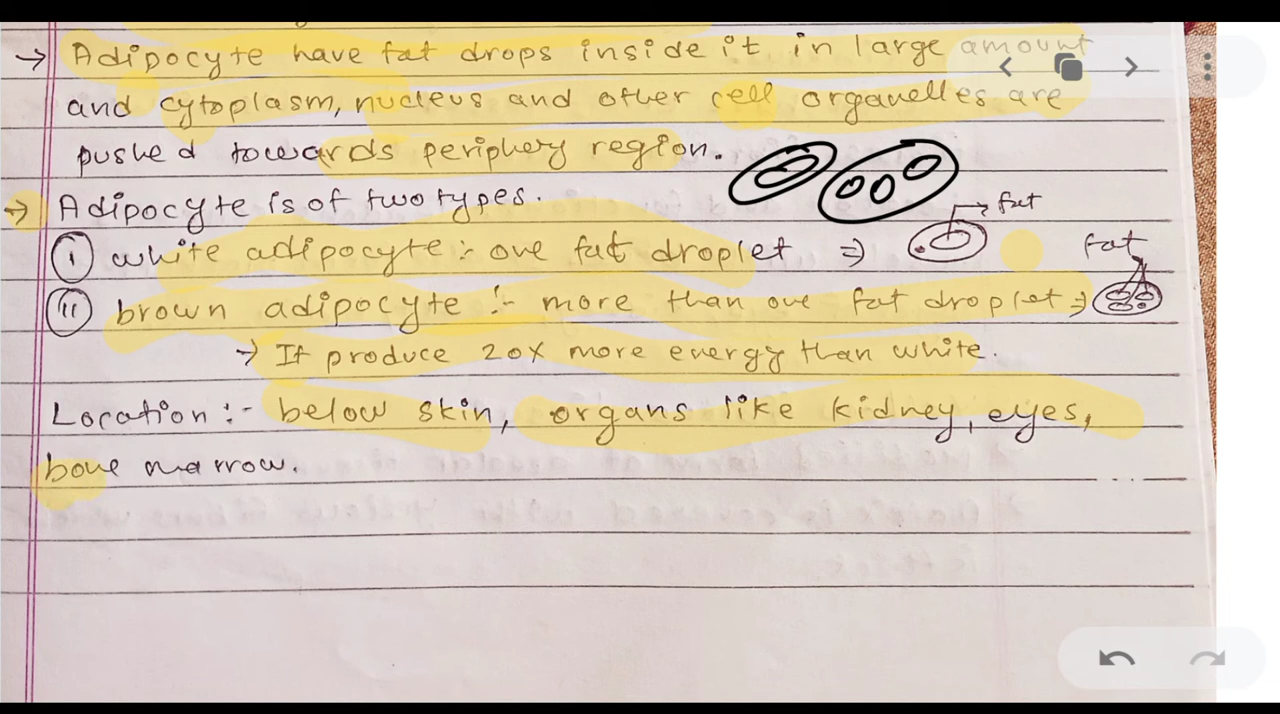 → Adipocyte have fat drops inside it in large amount
and cytoplasm, nucleus and other cell organelles are
pushed towards periphery region.
→ Adipocyte is of two types.
→ fat
(i) white adipocyte :- one fat droplet ⇒
fat
(ii) brown adipocyte :- more than one fat droplet ⇒
→ It produce 20x more energy than white.
Location :- below skin, organs like kidney, eyes,
bone marrow.